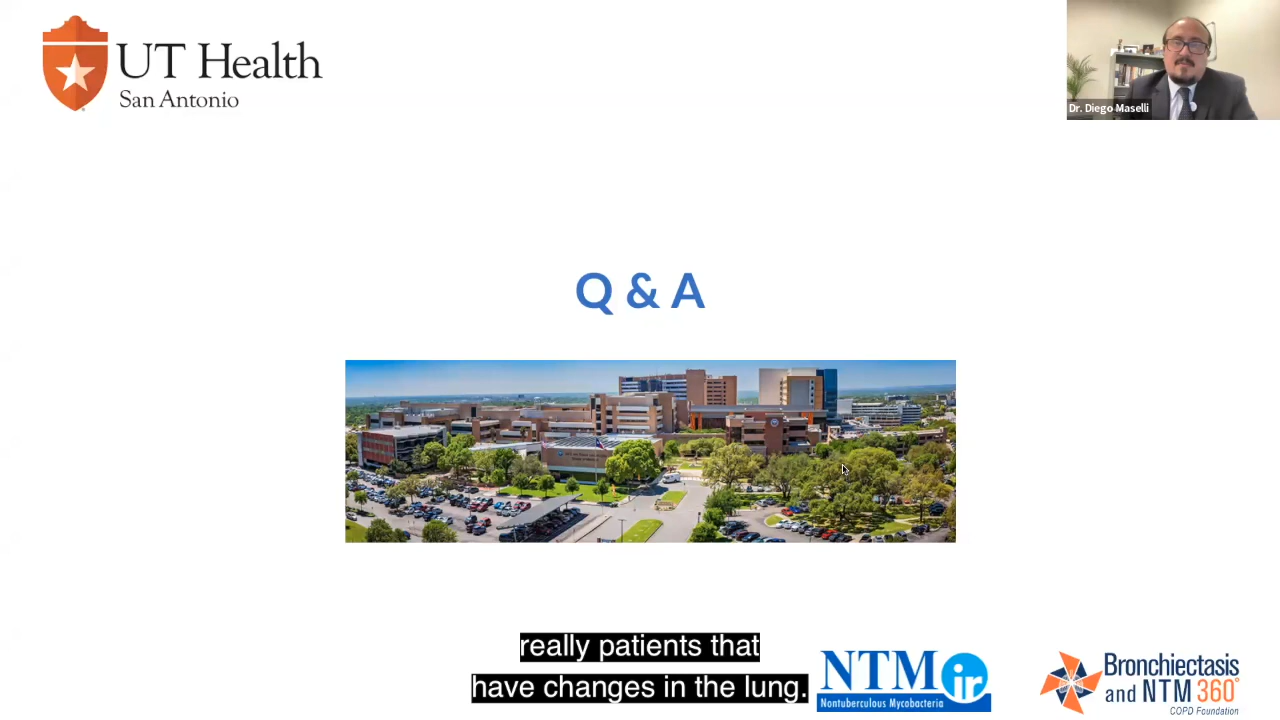 UT Health
San Antonio
Dr. Diego Maselli
Q & A
really patients that
have changes in the lung.
NTMir
Nontuberculous Mycobacteria
Bronchiectasis
and NTM 360°
COPD Foundation